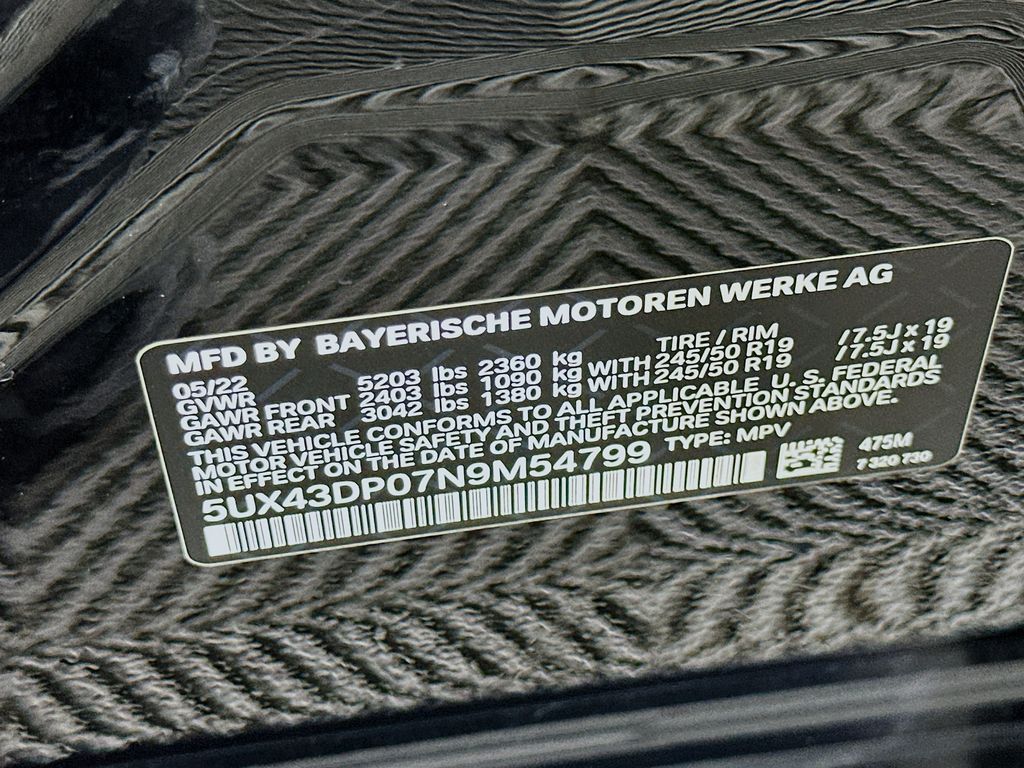 MFD BY BAYERISCHE MOTOREN WERKE AG
05/22 TIRE / RIM
GVWR 5203 lbs 2360 kg
GAWR FRONT 2403 lbs 1090 kg WITH 245/50 R19 /7.5J x 19
GAWR REAR 3042 lbs 1380 kg WITH 245/50 R19 /7.5J x 19
THIS VEHICLE CONFORMS TO ALL APPLICABLE U. S. FEDERAL
MOTOR VEHICLE SAFETY AND THEFT PREVENTION STANDARDS
IN EFFECT ON THE DATE OF MANUFACTURE SHOWN ABOVE.
5UX43DP07N9M54799 TYPE: MPV
475M
7 320 730